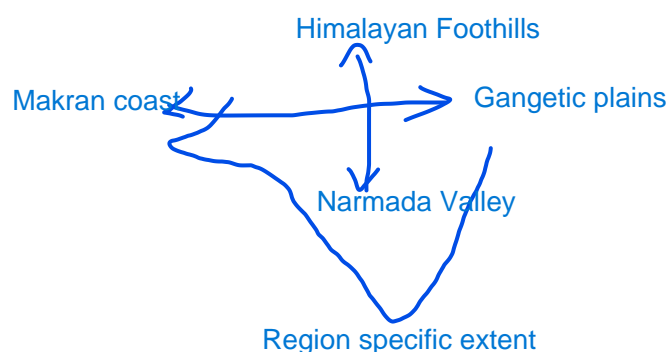 Himalayan Foothills
Makran coast
Gangetic plains
Narmada Valley
Region specific extent